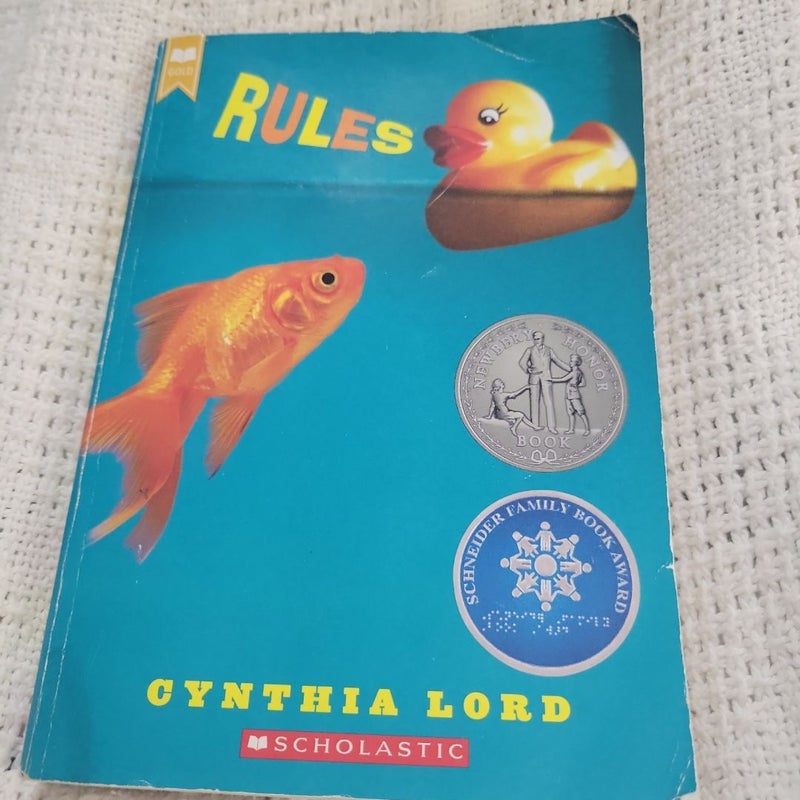 GOLD
RULES
NEWBERY HONOR
BOOK
SCHNEIDER FAMILY BOOK AWARD
CYNTHIA LORD
SCHOLASTIC